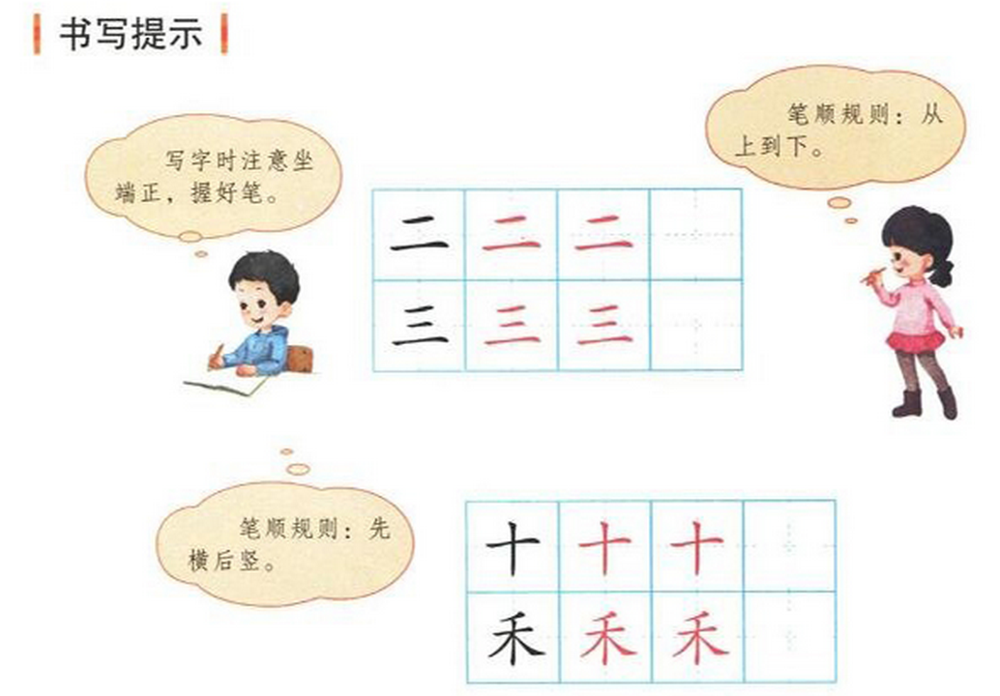 书写提示
写字时注意坐
端正，握好笔。
笔顺规则：从
上到下。
二 二 二
三 三 三
笔顺规则：先
横后竖。
十 十 十
禾 禾 禾